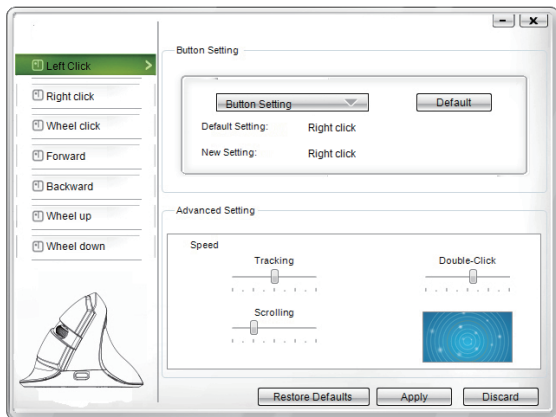 Left Click
Right click
Wheel click
Forward
Backward
Wheel up
Wheel down
Button Setting
Button Setting
Default
Default Setting: Right click
New Setting: Right click
Advanced Setting
Speed
Tracking
Double-Click
Scrolling
Restore Defaults
Apply
Discard